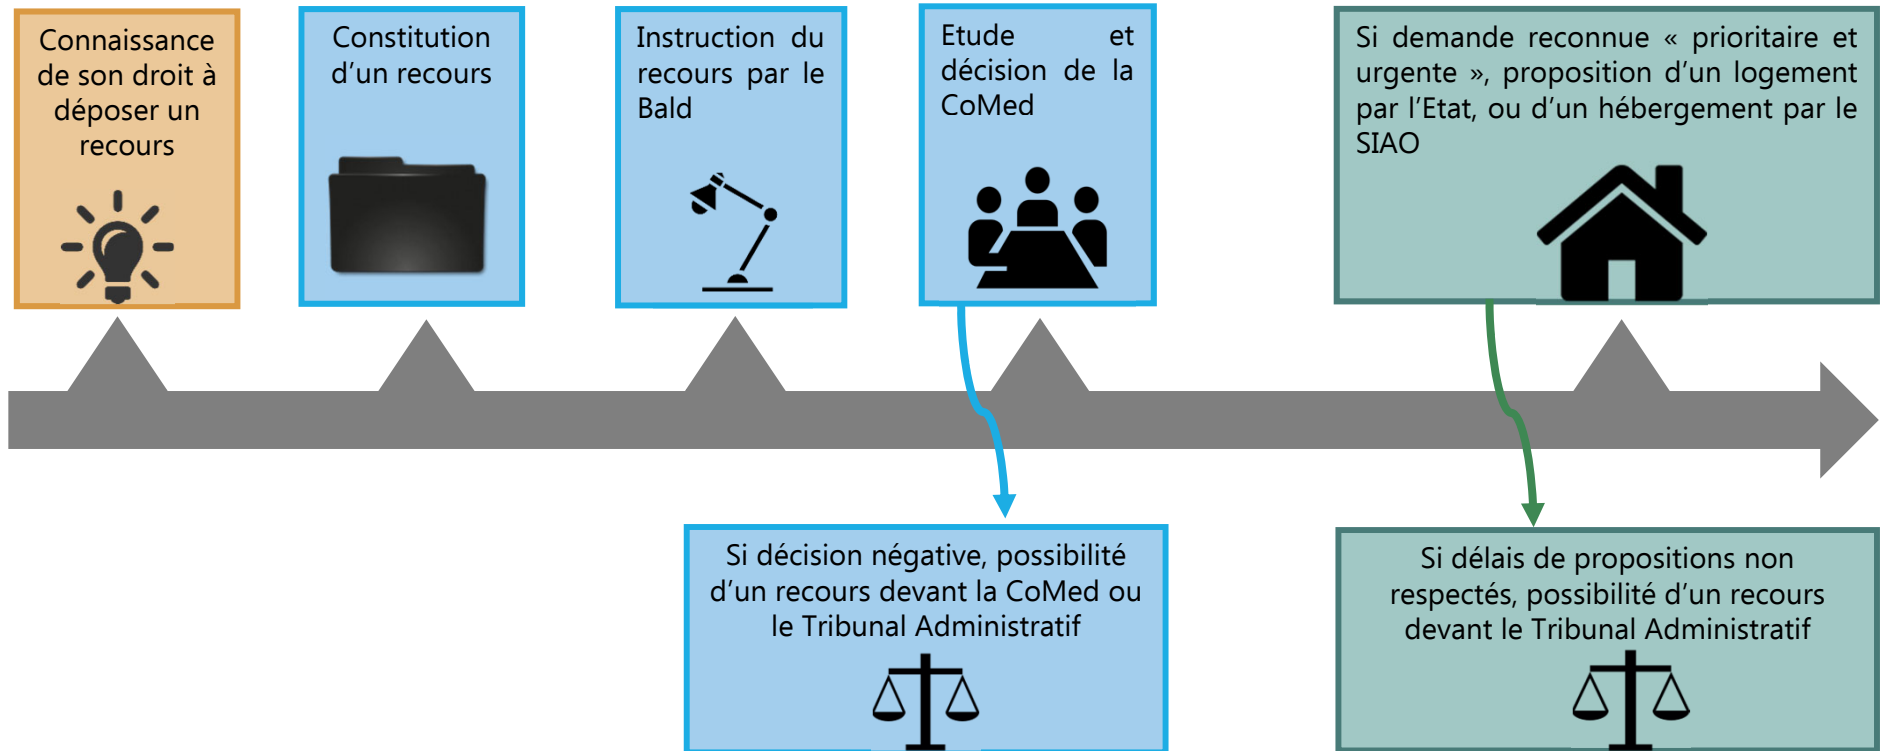 Connaissance
de son droit à
déposer un
recours
Constitution
d’un recours
Instruction du
recours par le
Bald
Etude et
décision de la
CoMed
Si demande reconnue « prioritaire et
urgente », proposition d’un logement
par l’Etat, ou d’un hébergement par le
SIAO
Si décision négative, possibilité
d’un recours devant la CoMed ou
le Tribunal Administratif
Si délais de propositions non
respectés, possibilité d’un recours
devant le Tribunal Administratif